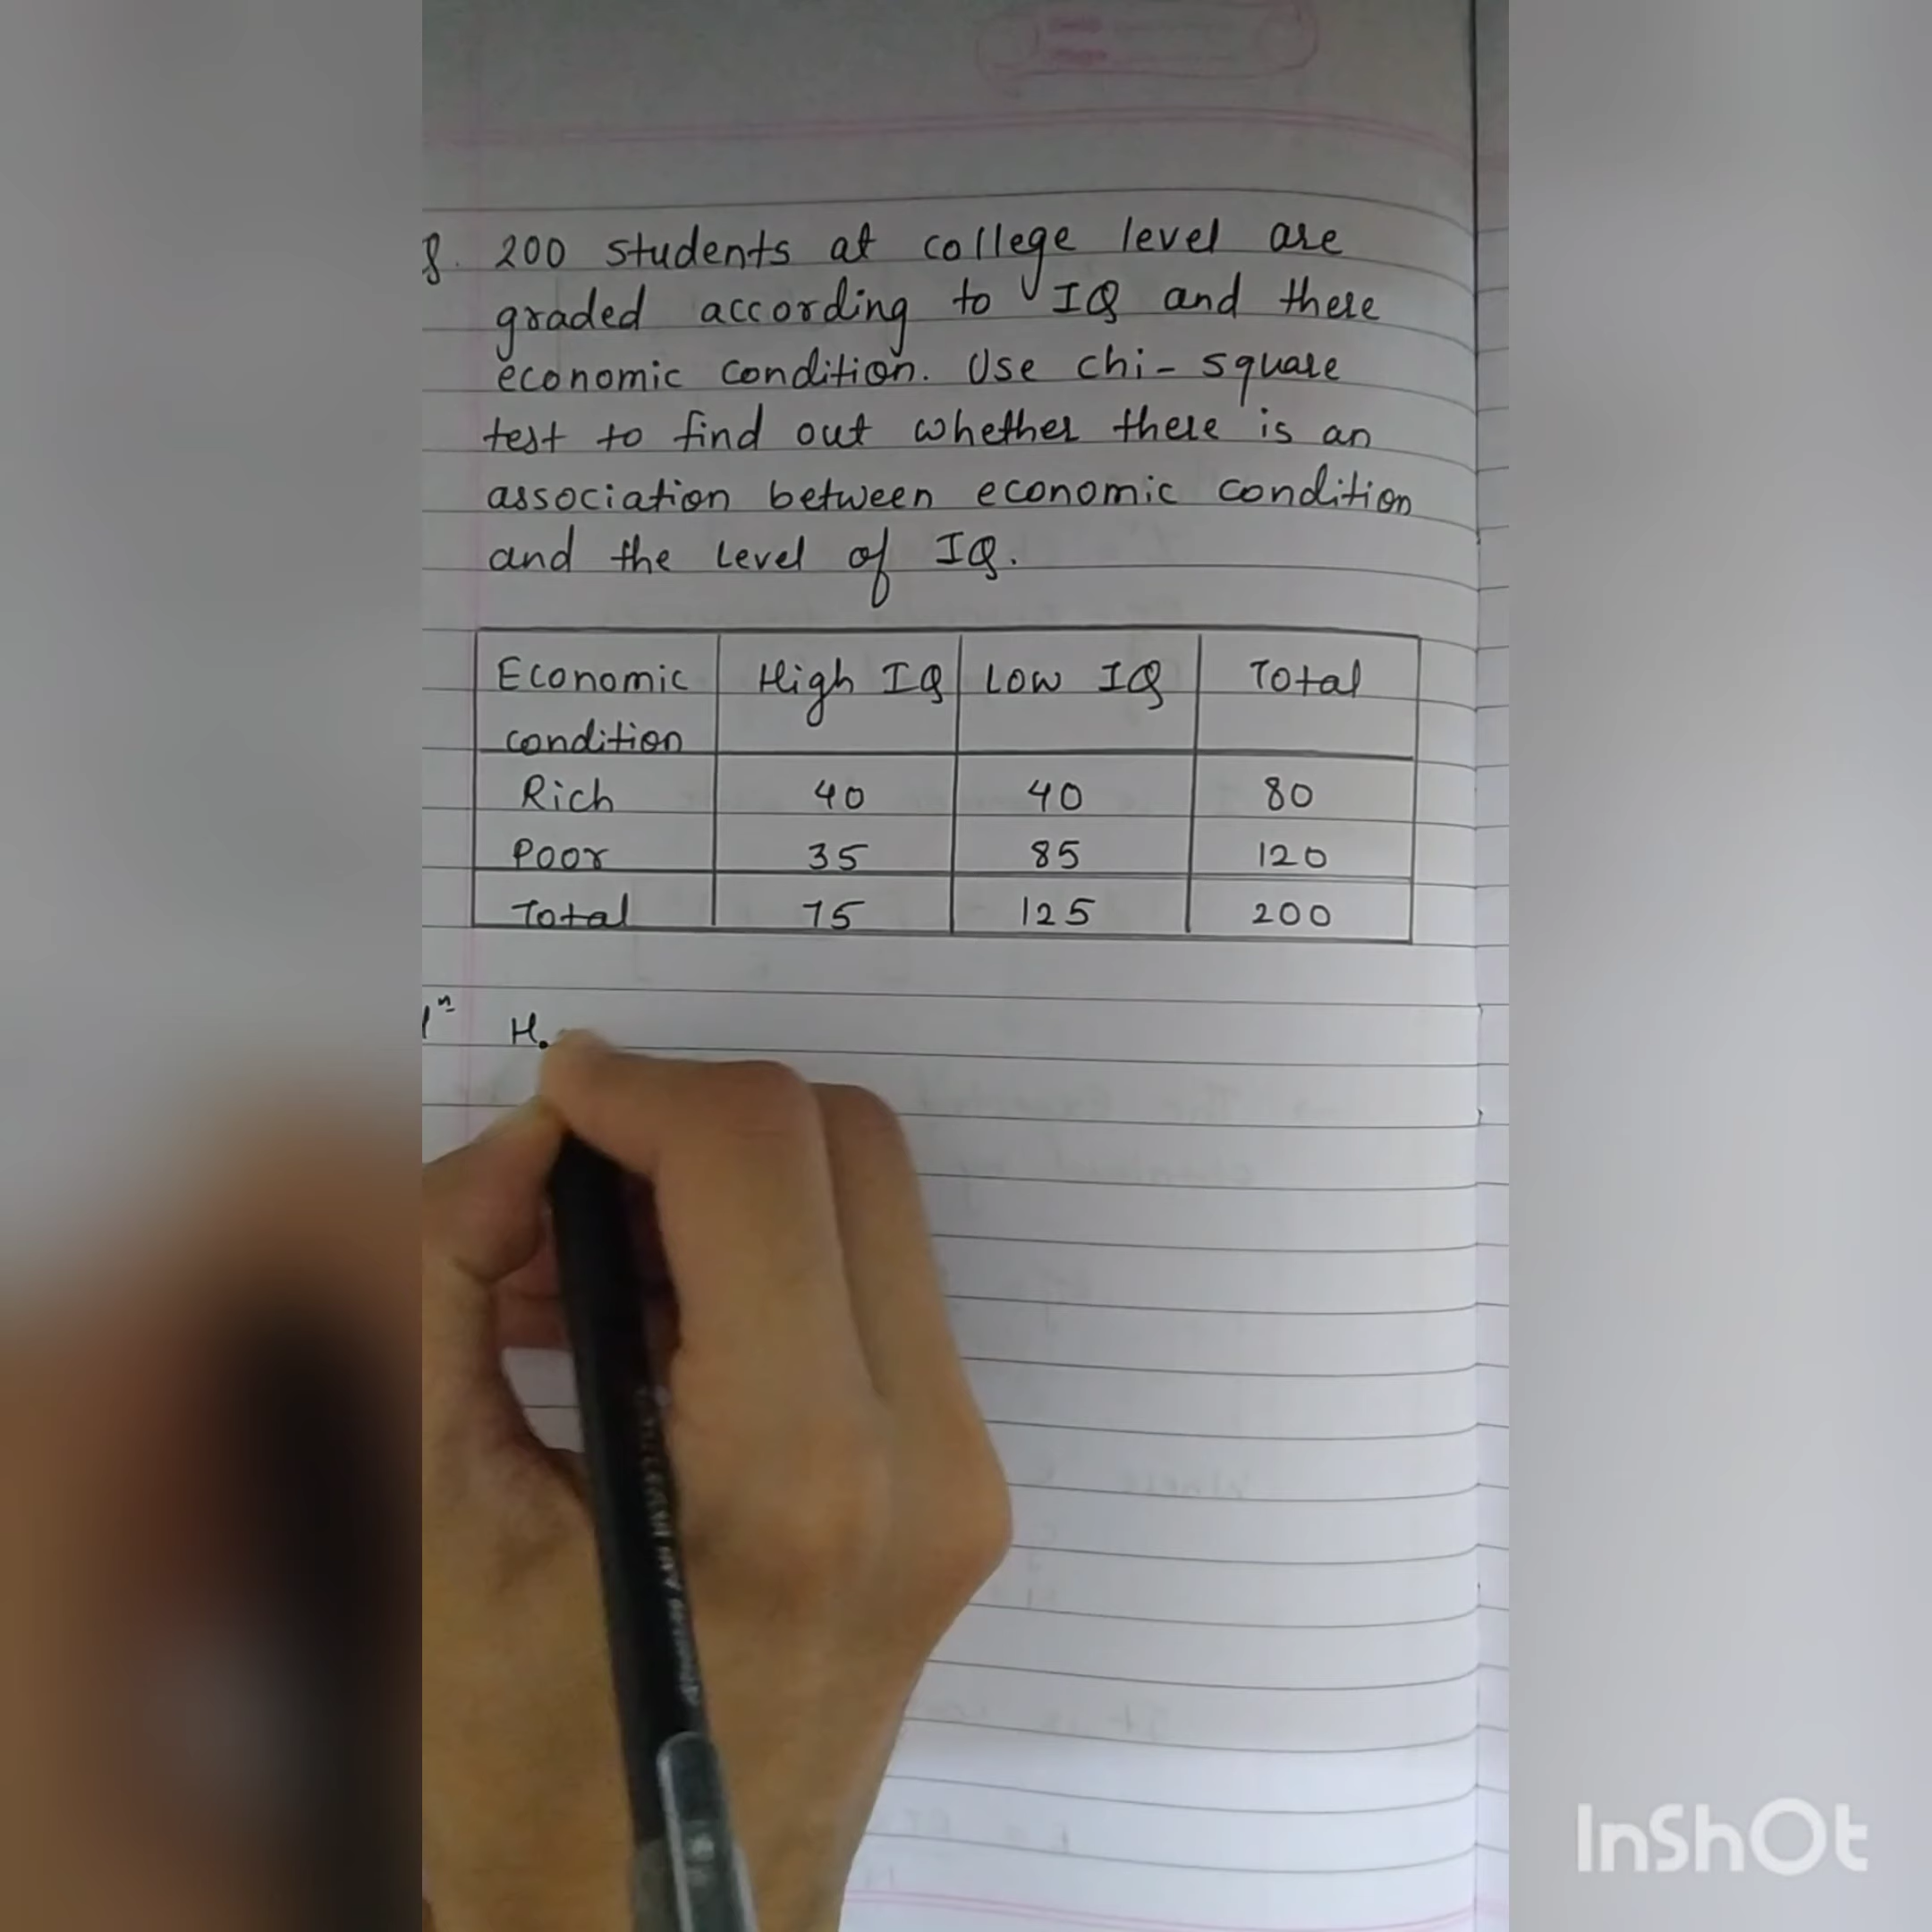 8. 200 students at college level are
graded according to IQ and there
economic condition. Use chi-square
test to find out whether there is an
association between economic condition
and the level of IQ.
Economic condition High IQ Low IQ Total
Rich 40 40 80
Poor 35 85 120
Total 75 125 200
H.
InShOt